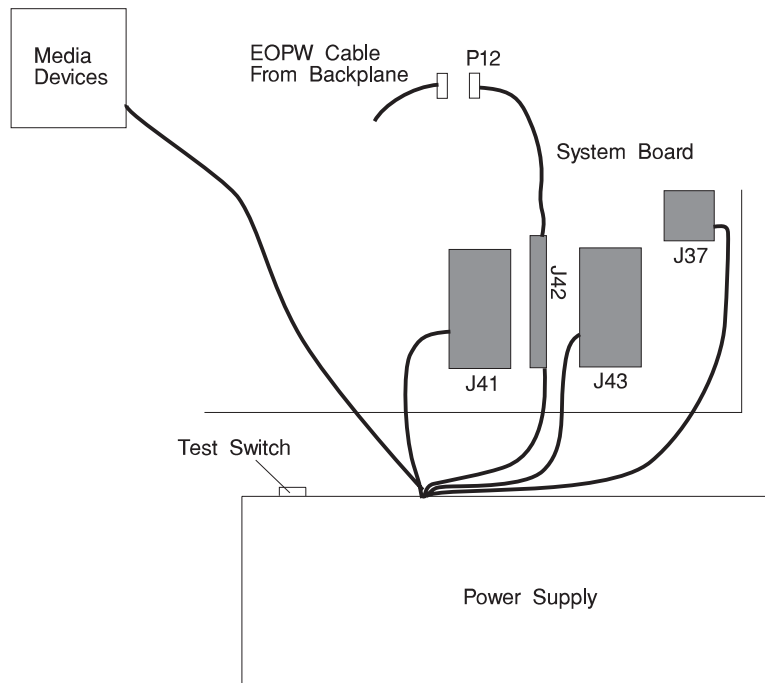 Media
Devices
EOPW Cable
From Backplane
P12
System Board
J37
J42
J41
J43
Test Switch
Power Supply